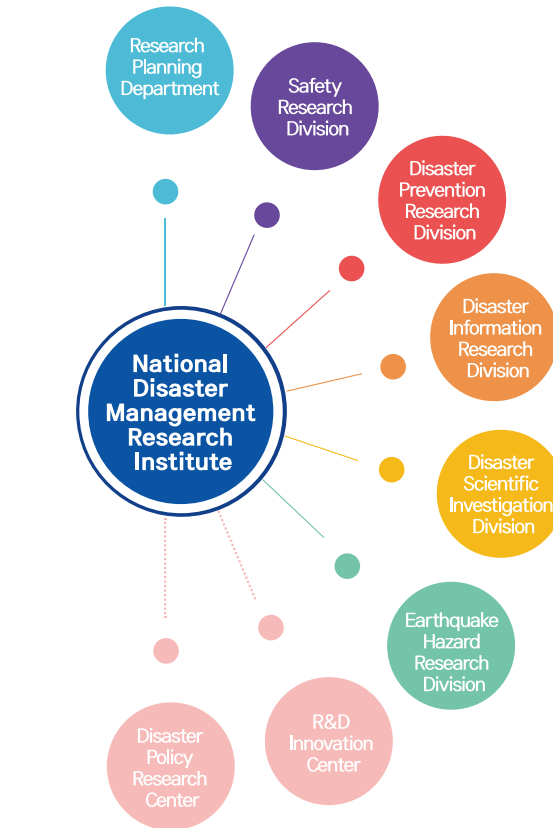 Research
Planning
Department
Safety
Research
Division
Disaster
Prevention
Research
Division
Disaster
Information
Research
Division
National
Disaster
Management
Research
Institute
Disaster
Scientific
Investigation
Division
Earthquake
Hazard
Research
Division
R&D
Innovation
Center
Disaster
Policy
Research
Center